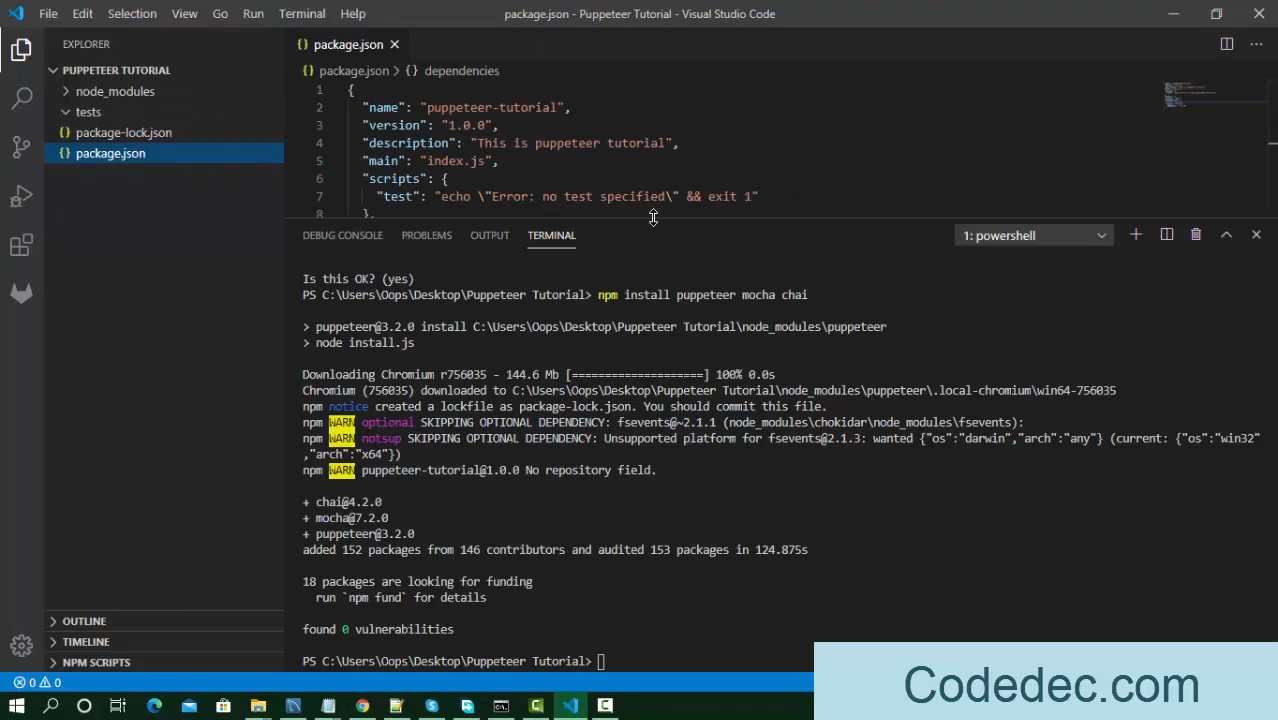 File Edit Selection View Go Run Terminal Help
package.json - Puppeteer Tutorial - Visual Studio Code
EXPLORER
PUPPETEER TUTORIAL
node_modules
tests
{} package-lock.json
{} package.json
OUTLINE
TIMELINE
NPM SCRIPTS
{} package.json
{} package.json > {} dependencies
1 {
2 "name": "puppeteer-tutorial",
3 "version": "1.0.0",
4 "description": "This is puppeteer tutorial",
5 "main": "index.js",
6 "scripts": {
7 "test": "echo \"Error: no test specified\" && exit 1"
8 },
DEBUG CONSOLE PROBLEMS OUTPUT TERMINAL
1: powershell
Is this OK? (yes)
PS C:\Users\Oops\Desktop\Puppeteer Tutorial> npm install puppeteer mocha chai
> puppeteer@3.2.0 install C:\Users\Oops\Desktop\Puppeteer Tutorial\node_modules\puppeteer
> node install.js
Downloading Chromium r756035 - 144.6 Mb [====================] 100% 0.0s
Chromium (756035) downloaded to C:\Users\Oops\Desktop\Puppeteer Tutorial\node_modules\puppeteer\.local-chromium\win64-756035
npm notice created a lockfile as package-lock.json. You should commit this file.
npm WARN optional SKIPPING OPTIONAL DEPENDENCY: fsevents@~2.1.1 (node_modules\chokidar\node_modules\fsevents):
npm WARN notsup SKIPPING OPTIONAL DEPENDENCY: Unsupported platform for fsevents@2.1.3: wanted {"os":"darwin","arch":"any"} (current: {"os":"win32"
,"arch":"x64"})
npm WARN puppeteer-tutorial@1.0.0 No repository field.
+ chai@4.2.0
+ mocha@7.2.0
+ puppeteer@3.2.0
added 152 packages from 146 contributors and audited 153 packages in 124.875s
18 packages are looking for funding
run `npm fund` for details
found 0 vulnerabilities
PS C:\Users\Oops\Desktop\Puppeteer Tutorial>
0 0
Codedec.com